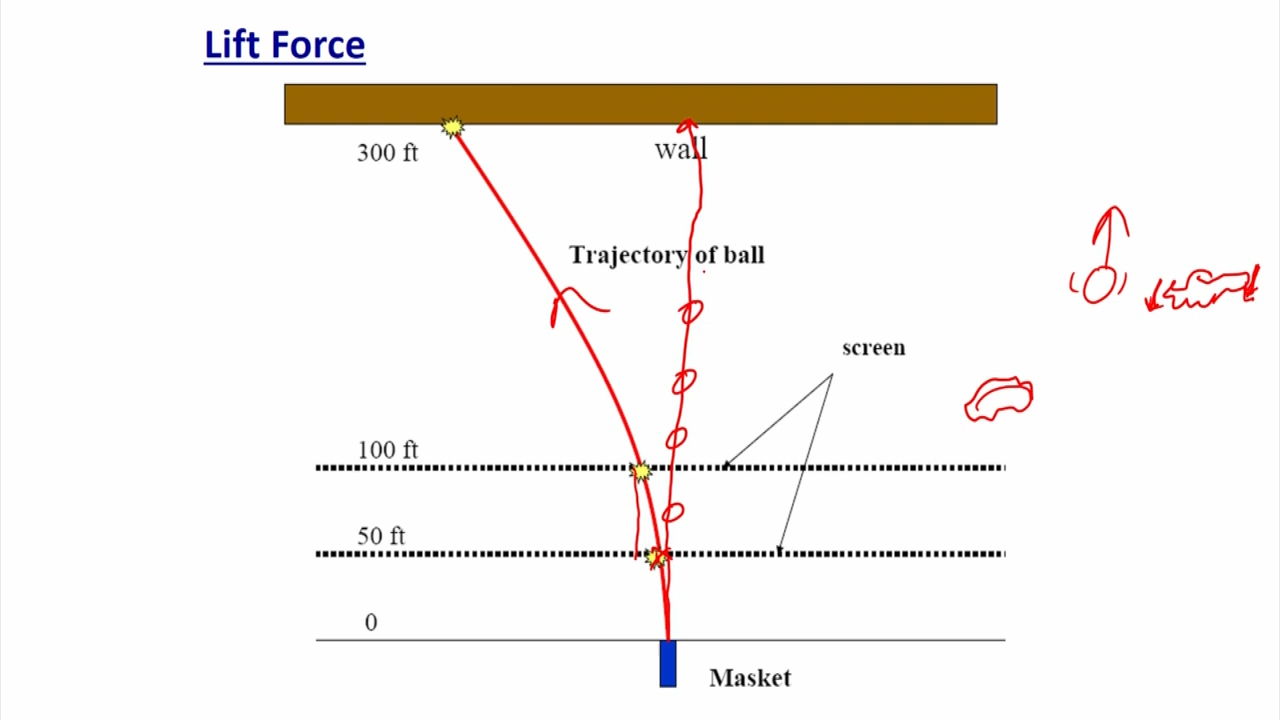 Lift Force
300 ft
wall
Trajectory of ball
screen
100 ft
50 ft
0
Masket